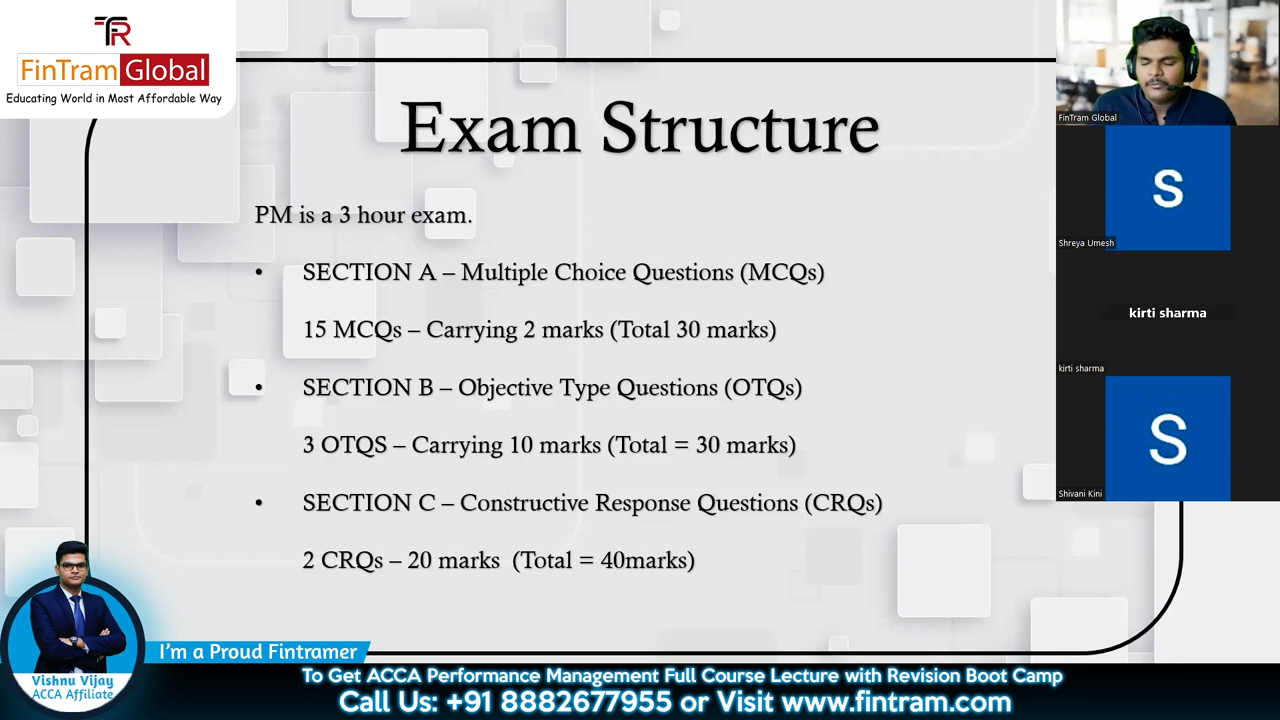 TR
FinTram Global
Educating World in Most Affordable Way
Exam Structure
PM is a 3 hour exam.
• SECTION A – Multiple Choice Questions (MCQs)
15 MCQs – Carrying 2 marks (Total 30 marks)
• SECTION B – Objective Type Questions (OTQs)
3 OTQS – Carrying 10 marks (Total = 30 marks)
• SECTION C – Constructive Response Questions (CRQs)
2 CRQs – 20 marks (Total = 40marks)
FinTram Global
S
Shreya Umesh
kirti sharma
kirti sharma
S
Shivani Kini
I'm a Proud Fintramer
Vishnu Vijay
ACCA Affiliate
To Get ACCA Performance Management Full Course Lecture with Revision Boot Camp
Call Us: +91 8882677955 or Visit www.fintram.com